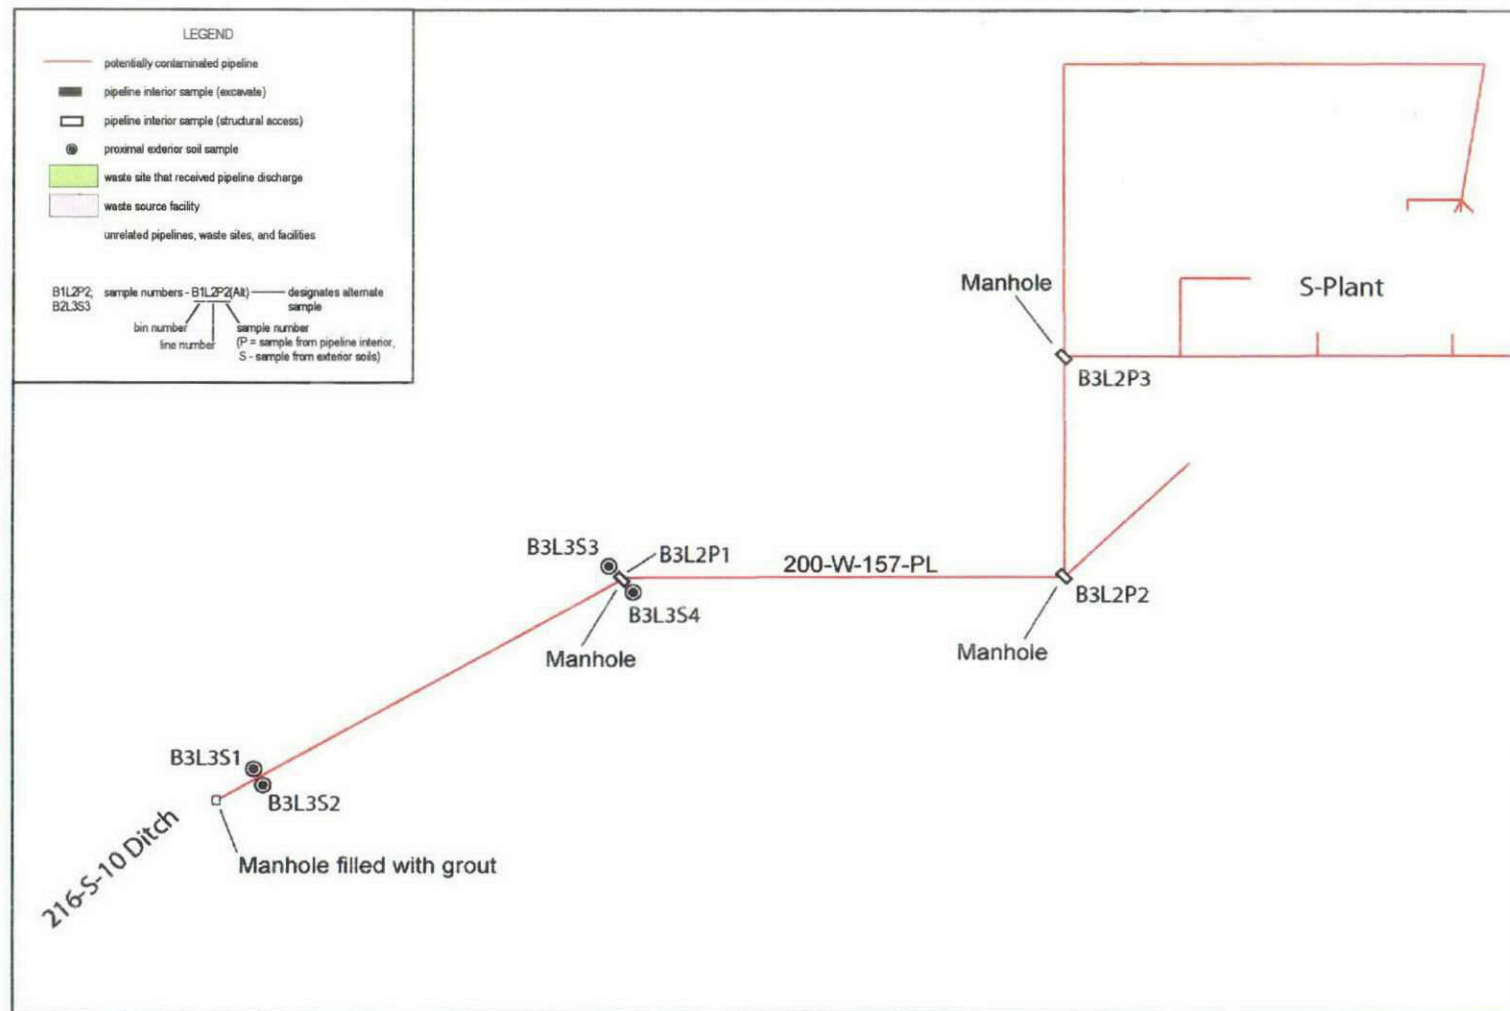 LEGEND
potentially contaminated pipeline
pipeline interior sample (excavate)
pipeline interior sample (structural access)
proximal exterior soil sample
waste site that received pipeline discharge
waste source facility
unrelated pipelines, waste sites, and facilities
B1L2P2; sample numbers - B1L2P2(Alt) designates alternate
B2L3S3 sample
bin number sample number
line number (P = sample from pipeline interior,
S - sample from exterior soils)
Manhole
S-Plant
B3L2P3
B3L3S3
B3L2P1
200-W-157-PL
B3L2P2
B3L3S4
Manhole
Manhole
B3L3S1
B3L3S2
216-S-10 Ditch
Manhole filled with grout